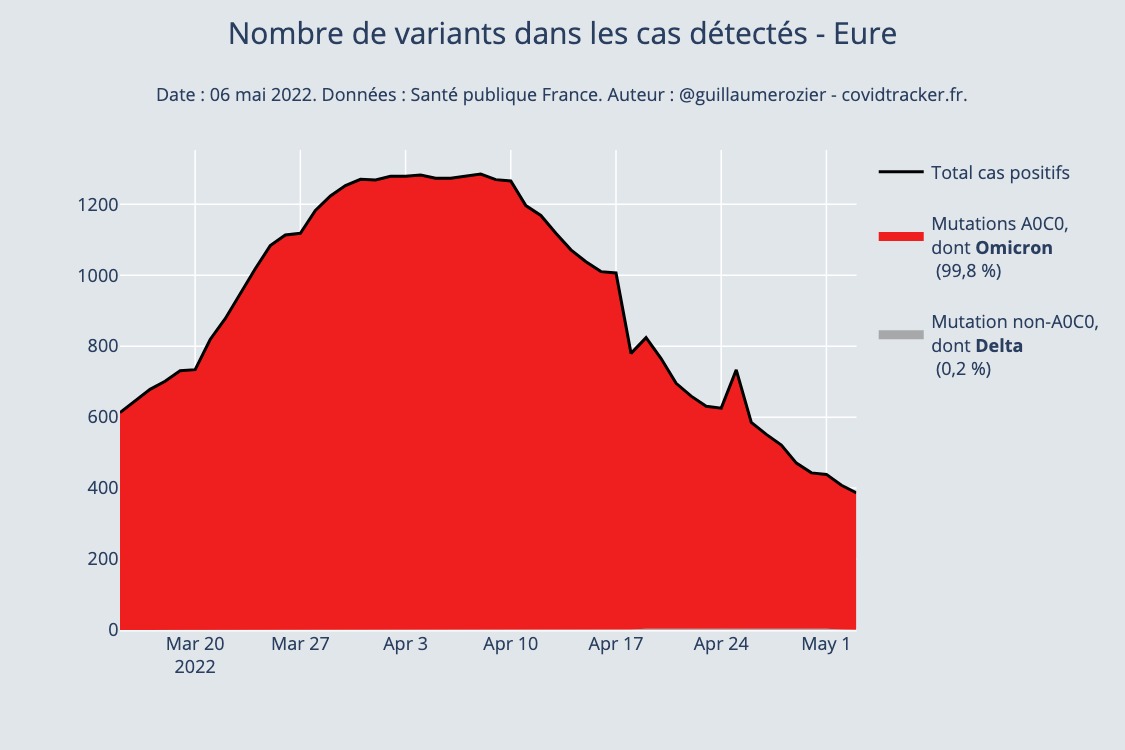 Nombre de variants dans les cas détectés - Eure
Date : 06 mai 2022. Données : Santé publique France. Auteur : @guillaumerozier - covidtracker.fr.
Total cas positifs
Mutations A0C0,
dont Omicron
(99,8 %)
Mutation non-A0C0,
dont Delta
(0,2 %)
1200
1000
800
600
400
200
0
Mar 20
2022
Mar 27
Apr 3
Apr 10
Apr 17
Apr 24
May 1